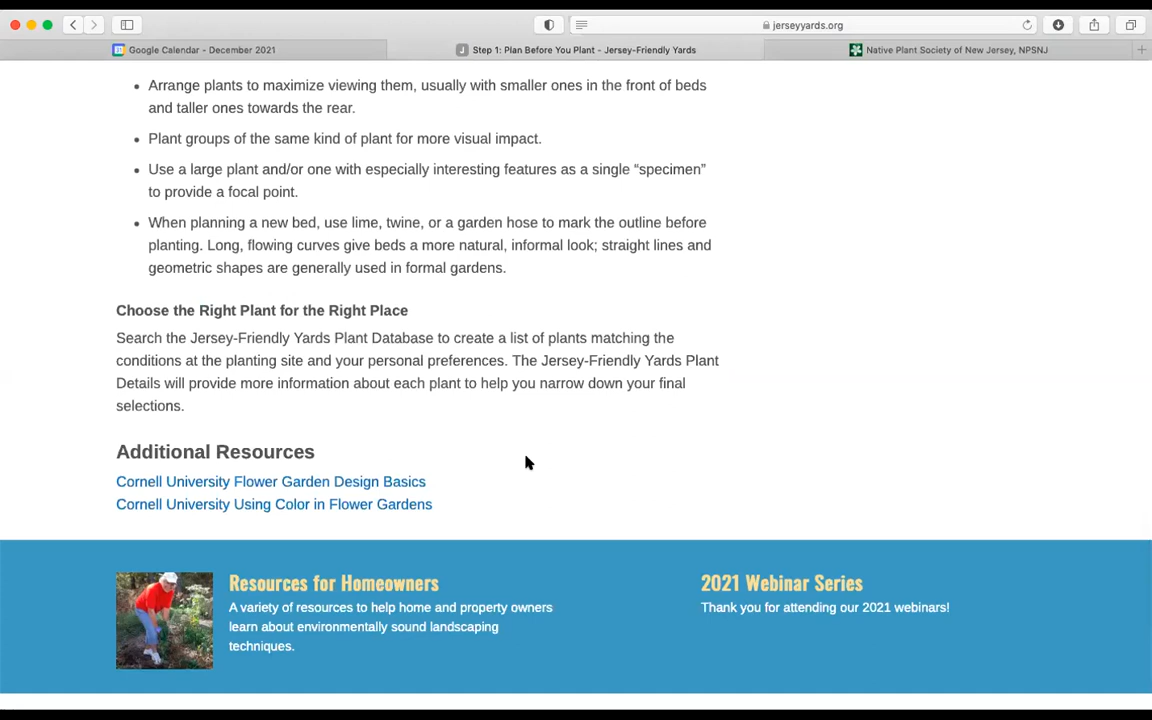 jerseyyards.org
Google Calendar - December 2021
J Step 1: Plan Before You Plant - Jersey-Friendly Yards
Native Plant Society of New Jersey, NPSNJ
• Arrange plants to maximize viewing them, usually with smaller ones in the front of beds
and taller ones towards the rear.
• Plant groups of the same kind of plant for more visual impact.
• Use a large plant and/or one with especially interesting features as a single “specimen”
to provide a focal point.
• When planning a new bed, use lime, twine, or a garden hose to mark the outline before
planting. Long, flowing curves give beds a more natural, informal look; straight lines and
geometric shapes are generally used in formal gardens.
Choose the Right Plant for the Right Place
Search the Jersey-Friendly Yards Plant Database to create a list of plants matching the
conditions at the planting site and your personal preferences. The Jersey-Friendly Yards Plant
Details will provide more information about each plant to help you narrow down your final
selections.
Additional Resources
Cornell University Flower Garden Design Basics
Cornell University Using Color in Flower Gardens
Resources for Homeowners
A variety of resources to help home and property owners
learn about environmentally sound landscaping
techniques.
2021 Webinar Series
Thank you for attending our 2021 webinars!